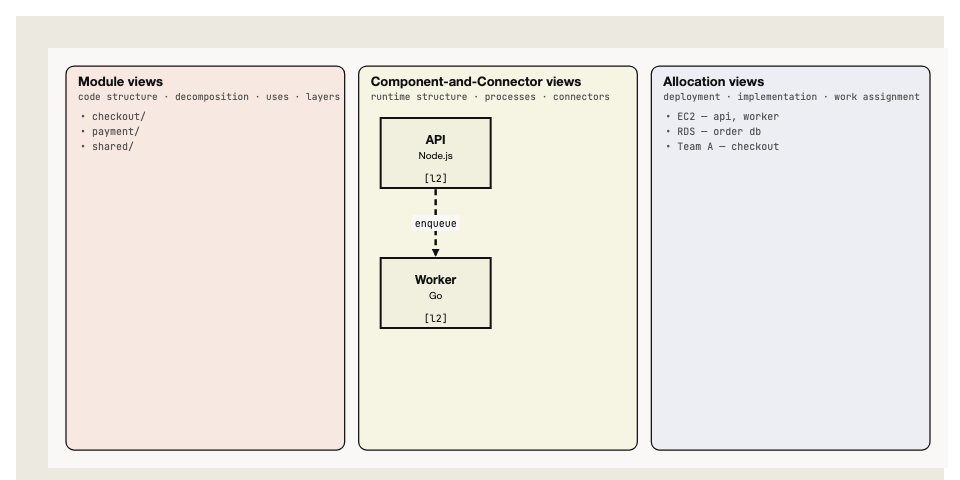 Module views
code structure · decomposition · uses · layers
• checkout/
• payment/
• shared/
Component-and-Connector views
runtime structure · processes · connectors
API
Node.js
[l2]
enqueue
Worker
Go
[l2]
Allocation views
deployment · implementation · work assignment
• EC2 — api, worker
• RDS — order db
• Team A — checkout